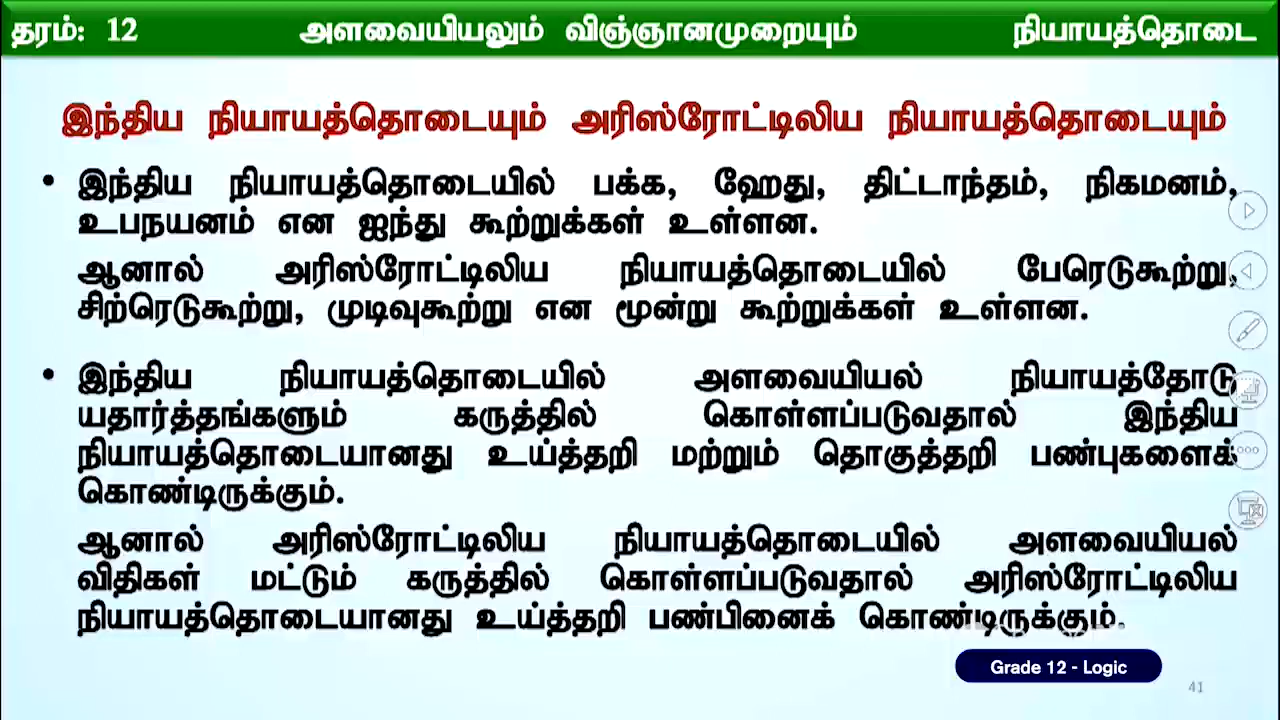 தரம்: 12 அளவையியலும் விஞ்ஞானமுறையும் நியாயத்தொடை
இந்திய நியாயத்தொடையும் அரிஸ்ரோட்டிலிய நியாயத்தொடையும்
• இந்திய நியாயத்தொடையில் பக்க, ஹேது, திட்டாந்தம், நிகமனம்,
உபநயனம் என ஐந்து கூற்றுக்கள் உள்ளன.
ஆனால் அரிஸ்ரோட்டிலிய நியாயத்தொடையில் பேரெடுகூற்று,
சிற்ரெடுகூற்று, முடிவுகூற்று என மூன்று கூற்றுக்கள் உள்ளன.
• இந்திய நியாயத்தொடையில் அளவையியல் நியாயத்தோடு
யதார்த்தங்களும் கருத்தில் கொள்ளப்படுவதால் இந்திய
நியாயத்தொடையானது உய்த்தறி மற்றும் தொகுத்தறி பண்புகளைக்
கொண்டிருக்கும்.
ஆனால் அரிஸ்ரோட்டிலிய நியாயத்தொடையில் அளவையியல்
விதிகள் மட்டும் கருத்தில் கொள்ளப்படுவதால் அரிஸ்ரோட்டிலிய
நியாயத்தொடையானது உய்த்தறி பண்பினைக் கொண்டிருக்கும்.
Grade 12 - Logic
41